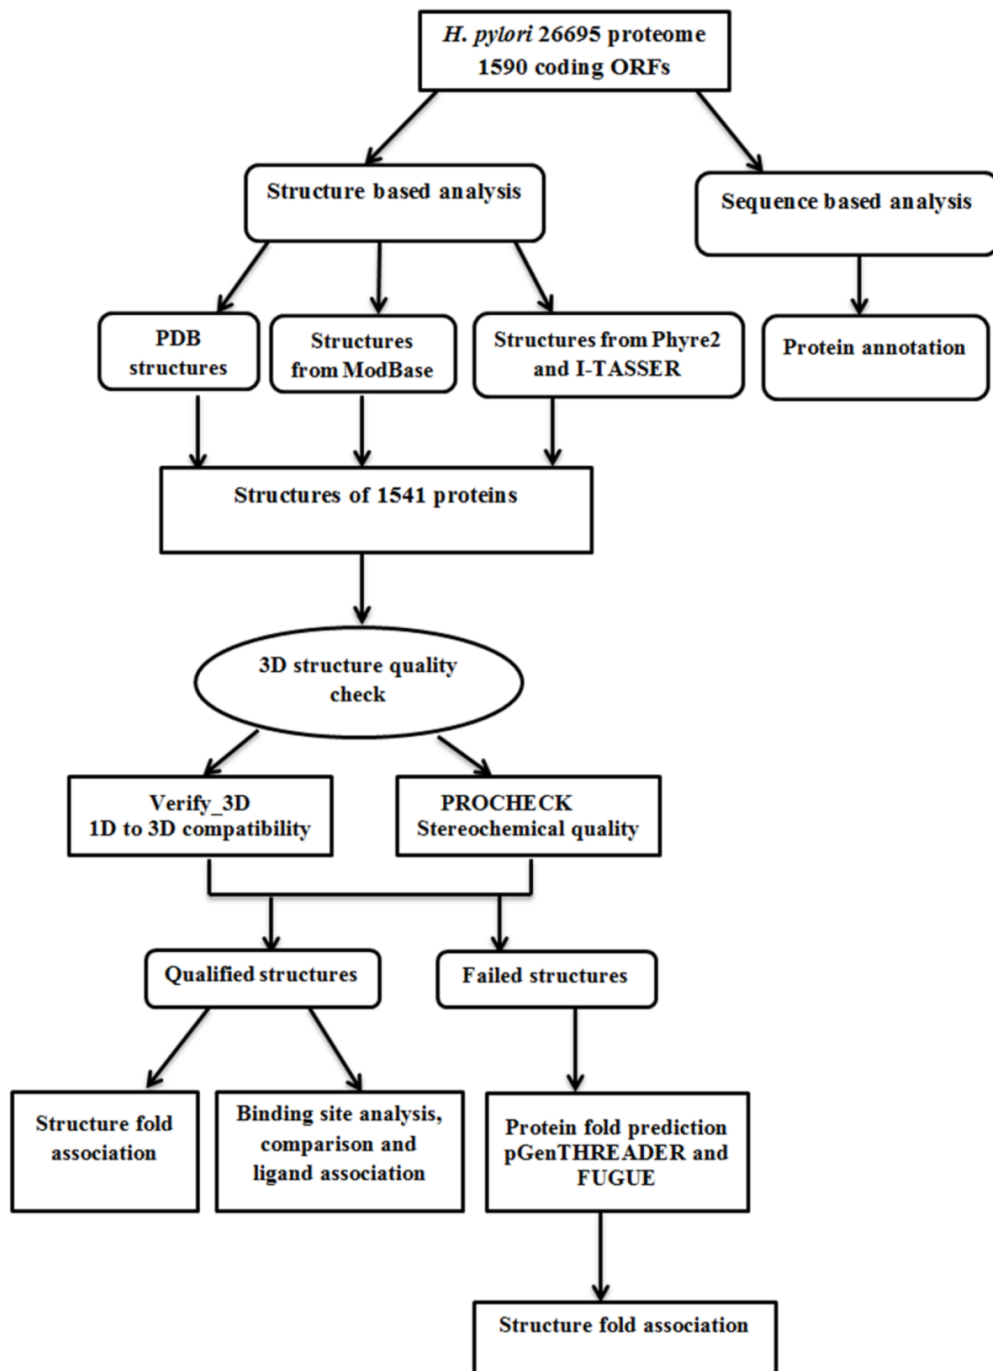 H. pylori 26695 proteome
1590 coding ORFs
Structure based analysis
Sequence based analysis
PDB
structures
Structures
from ModBase
Structures from Phyre2
and I-TASSER
Protein annotation
Structures of 1541 proteins
3D structure quality
check
Verify_3D
1D to 3D compatibility
PROCHECK
Stereochemical quality
Qualified structures
Failed structures
Structure fold
association
Binding site analysis,
comparison and
ligand association
Protein fold prediction
pGenTHREADER and
FUGUE
Structure fold association